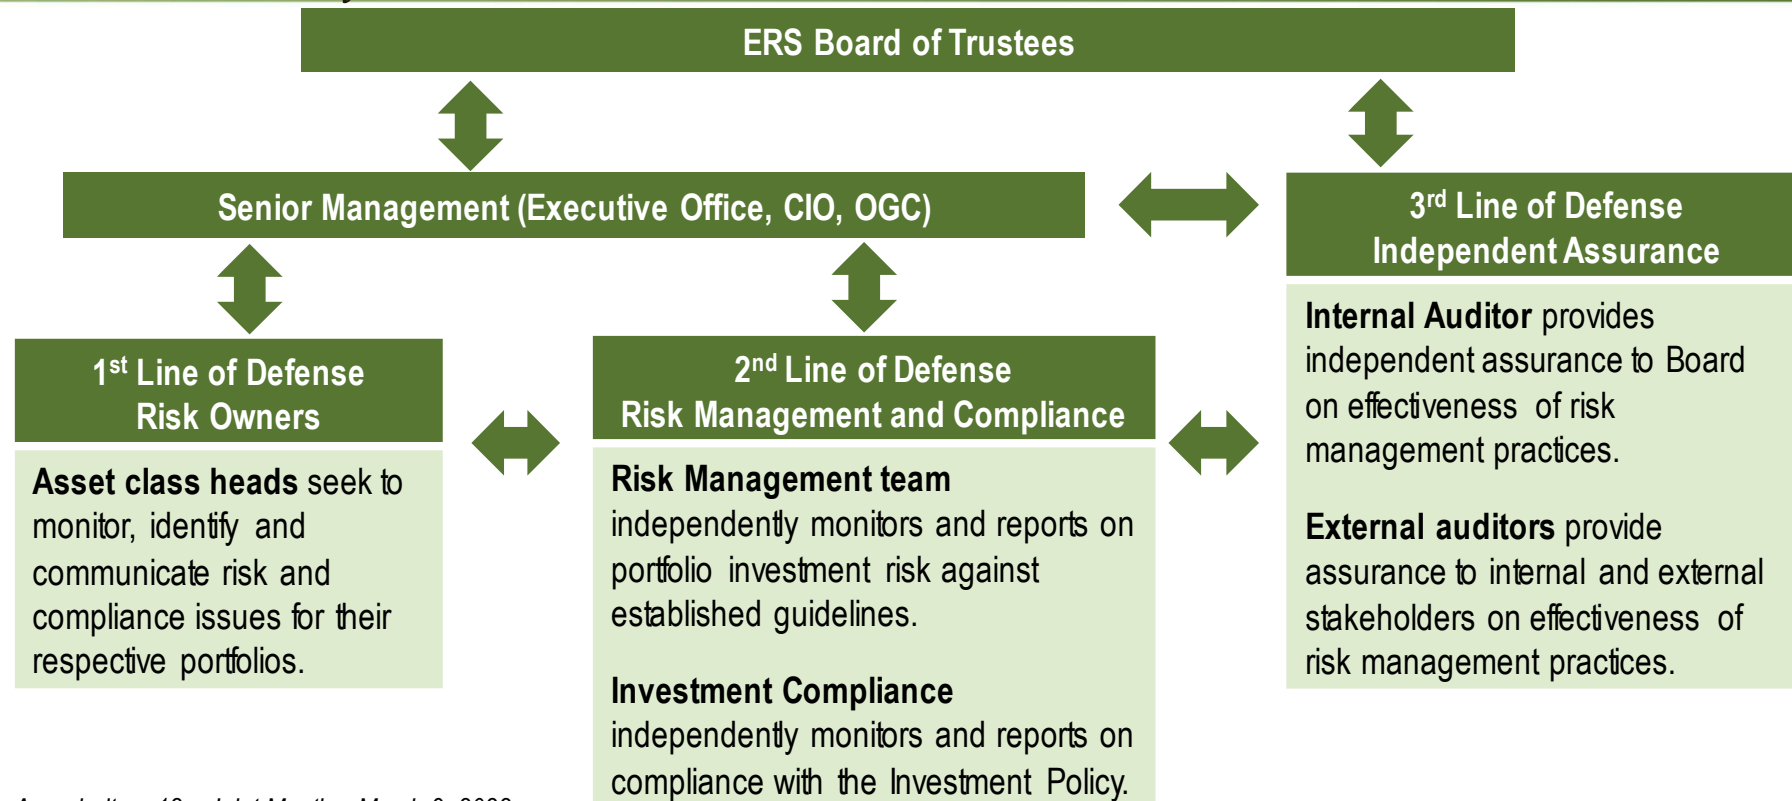 ERS Board of Trustees
Senior Management (Executive Office, CIO, OGC)
3rd Line of Defense
Independent Assurance
1st Line of Defense
Risk Owners
2nd Line of Defense
Risk Management and Compliance
Asset class heads seek to
monitor, identify and
communicate risk and
compliance issues for their
respective portfolios.
Risk Management team
independently monitors and reports on
portfolio investment risk against
established guidelines.
Investment Compliance
independently monitors and reports on
compliance with the Investment Policy.
Internal Auditor provides
independent assurance to Board
on effectiveness of risk
management practices.
External auditors provide
assurance to internal and external
stakeholders on effectiveness of
risk management practices.